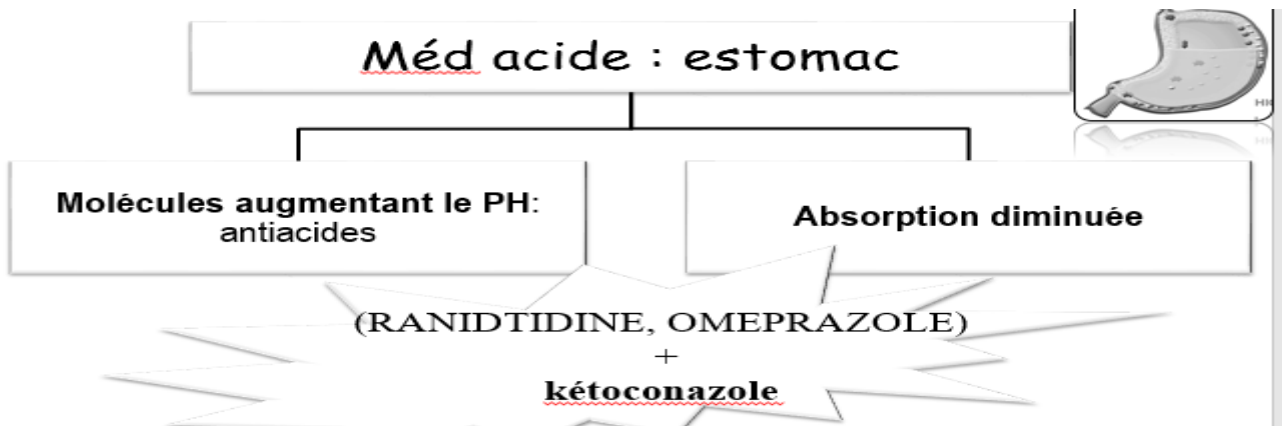 Méd acide : estomac
Molécules augmentant le PH:
antiacides
Absorption diminuée
(RANIDTIDINE, OMEPRAZOLE)
+
kétoconazole